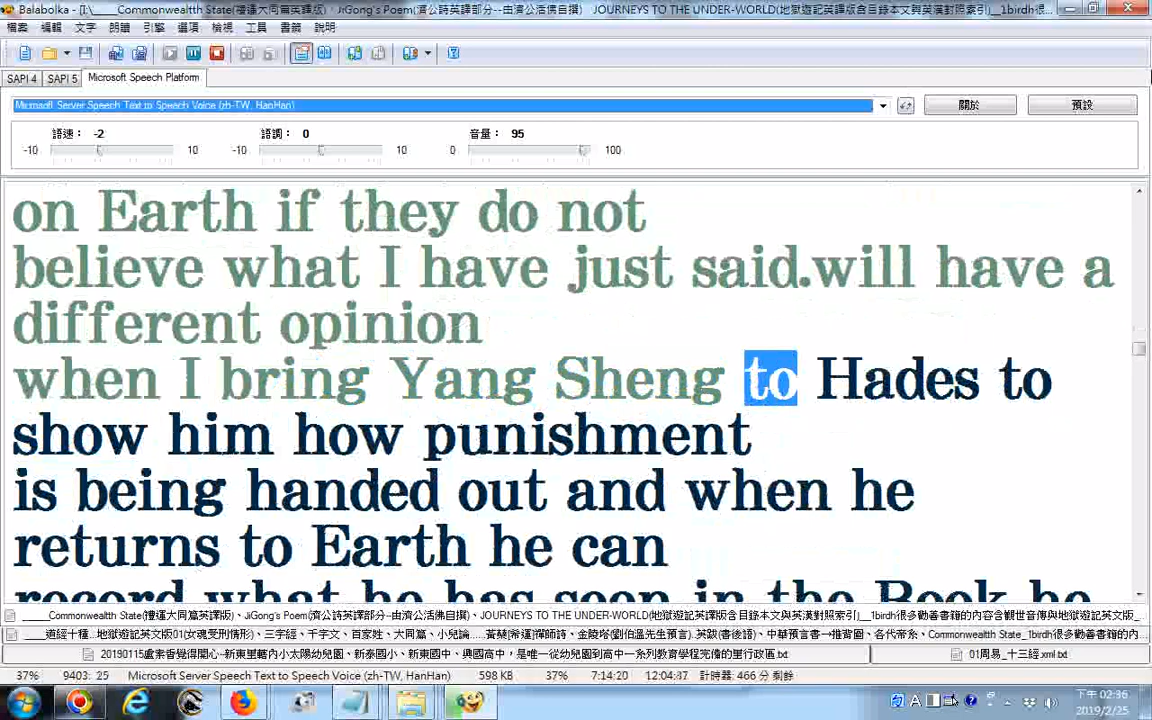 Balabolka - [I:\____Commonwealtth State(禮運大同篇英譯版)、JiGong's Poem(濟公詩英譯部分--由濟公活佛自撰)、JOURNEYS TO THE UNDER-WORLD(地獄遊記英譯版含目錄本文與英漢對照索引)__1birdh很...
檔案 編輯 文字 朗讀 引擎 選項 檢視 工具 書籤 說明
SAPI 4 SAPI 5 Microsoft Speech Platform
Microsoft Server Speech Text to Speech Voice (zh-TW, HanHan)
關於 預設
語速： -2 語調： 0 音量： 95
-10 10 -10 10 0 100
on Earth if they do not
believe what I have just said.will have a
different opinion
when I bring Yang Sheng to Hades to
show him how punishment
is being handed out and when he
returns to Earth he can
record what he has seen in the Book he
____Commonwealtth State(禮運大同篇英譯版)、JiGong's Poem(濟公詩英譯部分--由濟公活佛自撰)、JOURNEYS TO THE UNDER-WORLD(地獄遊記英譯版含目錄本文與英漢對照索引)__1birdh很多勸善書籍的內容含觀世音傳與地獄遊記英文版_...
___道經十種...地獄遊記英文版01(女魂受刑情形)、三字經、千字文、百家姓、大同篇、小兒論.....黃蘗[希運]禪師詩、金陵塔(劉伯溫先生預言)、中華預言書--推背圖、各代帝系、Commonwealtth State_1birdh很多勸善書籍的內...
20190115盧素皆覺得開心--新東里轄內小太陽幼兒園、新泰國小、新東國中、興國高中，是唯一從幼兒園到高中一系列教育學程完備的里行政區.txt 01周易_十三經.xml.txt
37% 9403: 25 Microsoft Server Speech Text to Speech Voice (zh-TW, HanHan) 598 KB 37% 7:14:20 12:04:37 計時器: 466 分 剩餘
下午 02:36
2019/2/25